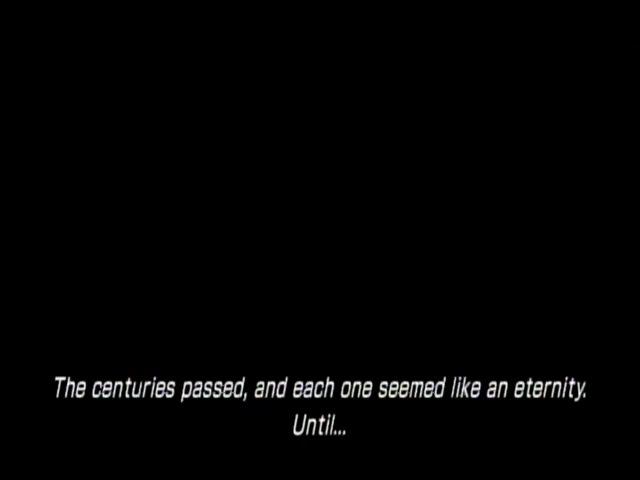 The centuries passed, and each one seemed like an eternity.
Until...